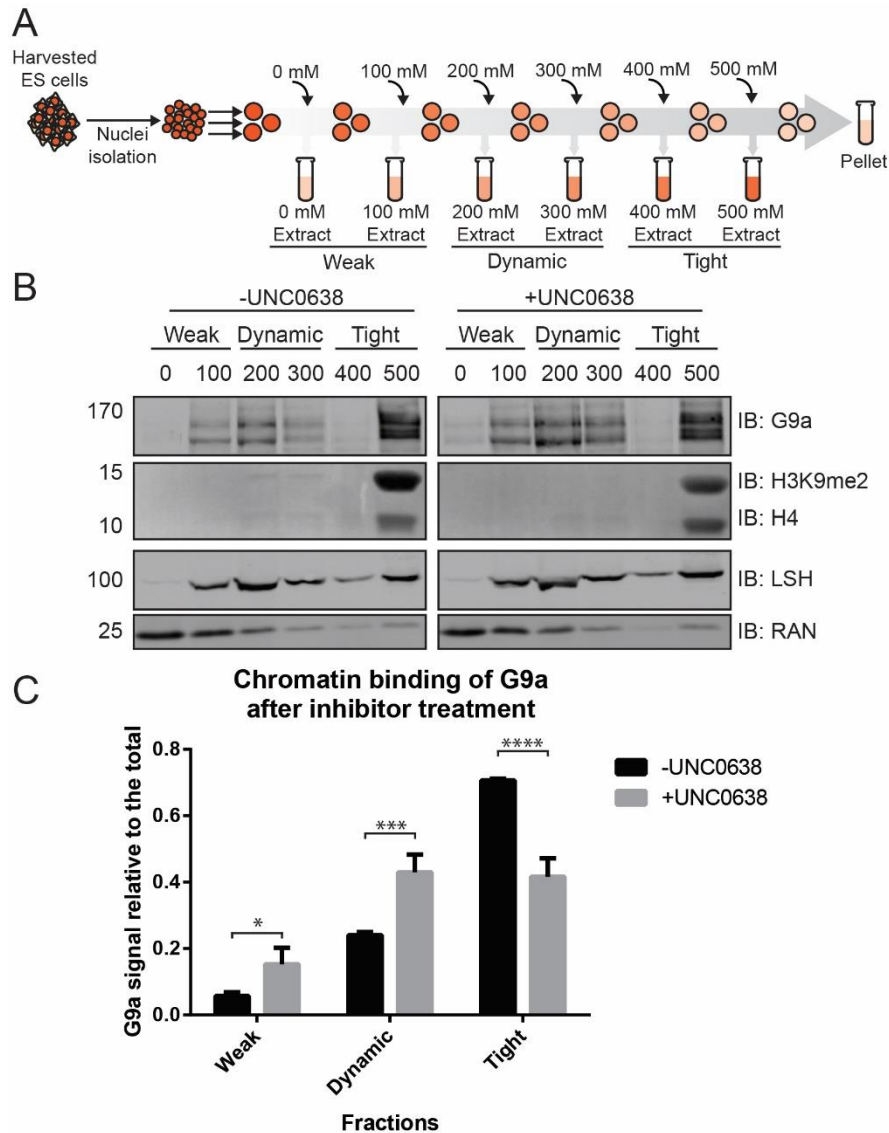 A
Harvested
ES cells
Nuclei
isolation
0 mM 100 mM 200 mM 300 mM 400 mM 500 mM
Pellet
0 mM 100 mM 200 mM 300 mM 400 mM 500 mM
Extract Extract Extract Extract Extract Extract
Weak Dynamic Tight
B
-UNC0638 +UNC0638
Weak Dynamic Tight Weak Dynamic Tight
0 100 200 300 400 500 0 100 200 300 400 500
170 IB: G9a
15 IB: H3K9me2
10 IB: H4
100 IB: LSH
25 IB: RAN
C
Chromatin binding of G9a
after inhibitor treatment
G9a signal relative to the total
0.8
0.6
0.4
0.2
0.0
*
***
****
-UNC0638
+UNC0638
Weak
Dynamic
Tight
Fractions